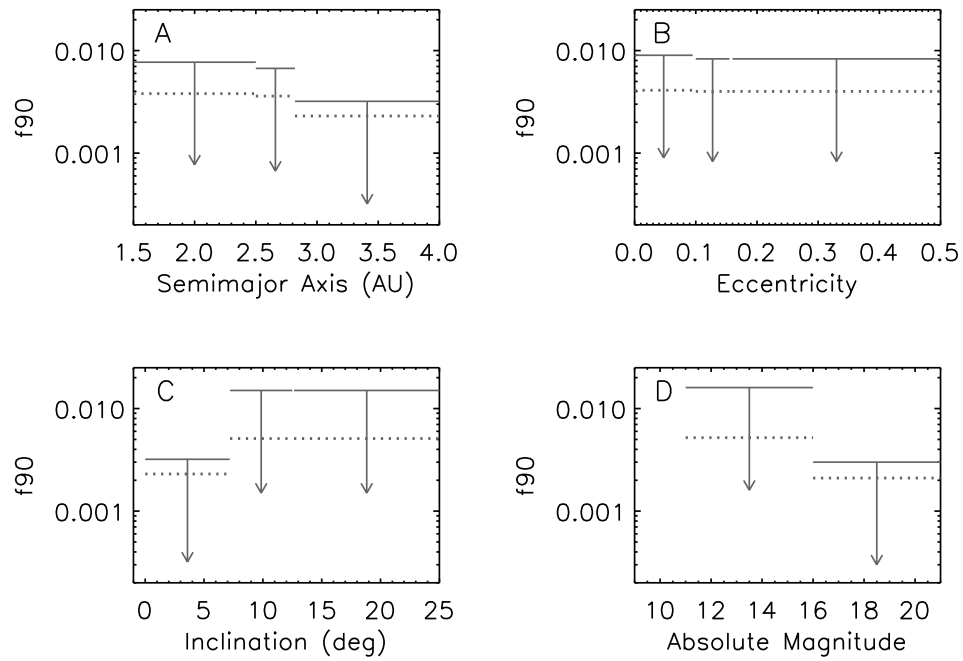 A
0.010
0.001
f90
1.5 2.0 2.5 3.0 3.5 4.0
Semimajor Axis (AU)
B
0.010
0.001
f90
0.0 0.1 0.2 0.3 0.4 0.5
Eccentricity
C
0.010
0.001
f90
0 5 10 15 20 25
Inclination (deg)
D
0.010
0.001
f90
10 12 14 16 18 20
Absolute Magnitude